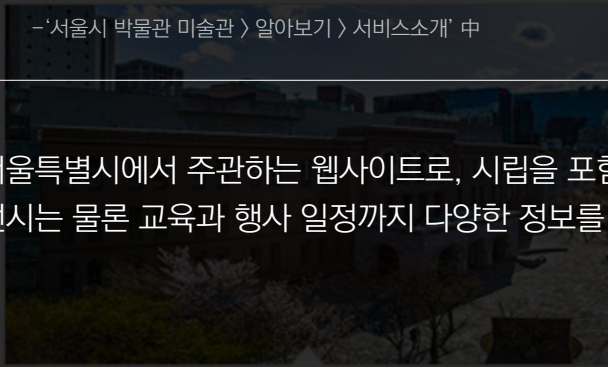 -‘서울시 박물관 미술관 > 알아보기 > 서비스소개’ 中
서울특별시에서 주관하는 웹사이트로, 시립을 포함
전시는 물론 교육과 행사 일정까지 다양한 정보를